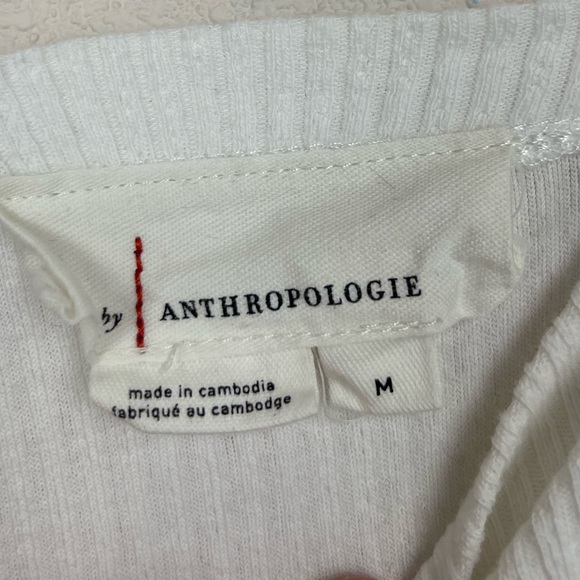 by ANTHROPOLOGIE
made in cambodia
fabriqué au cambodge
M